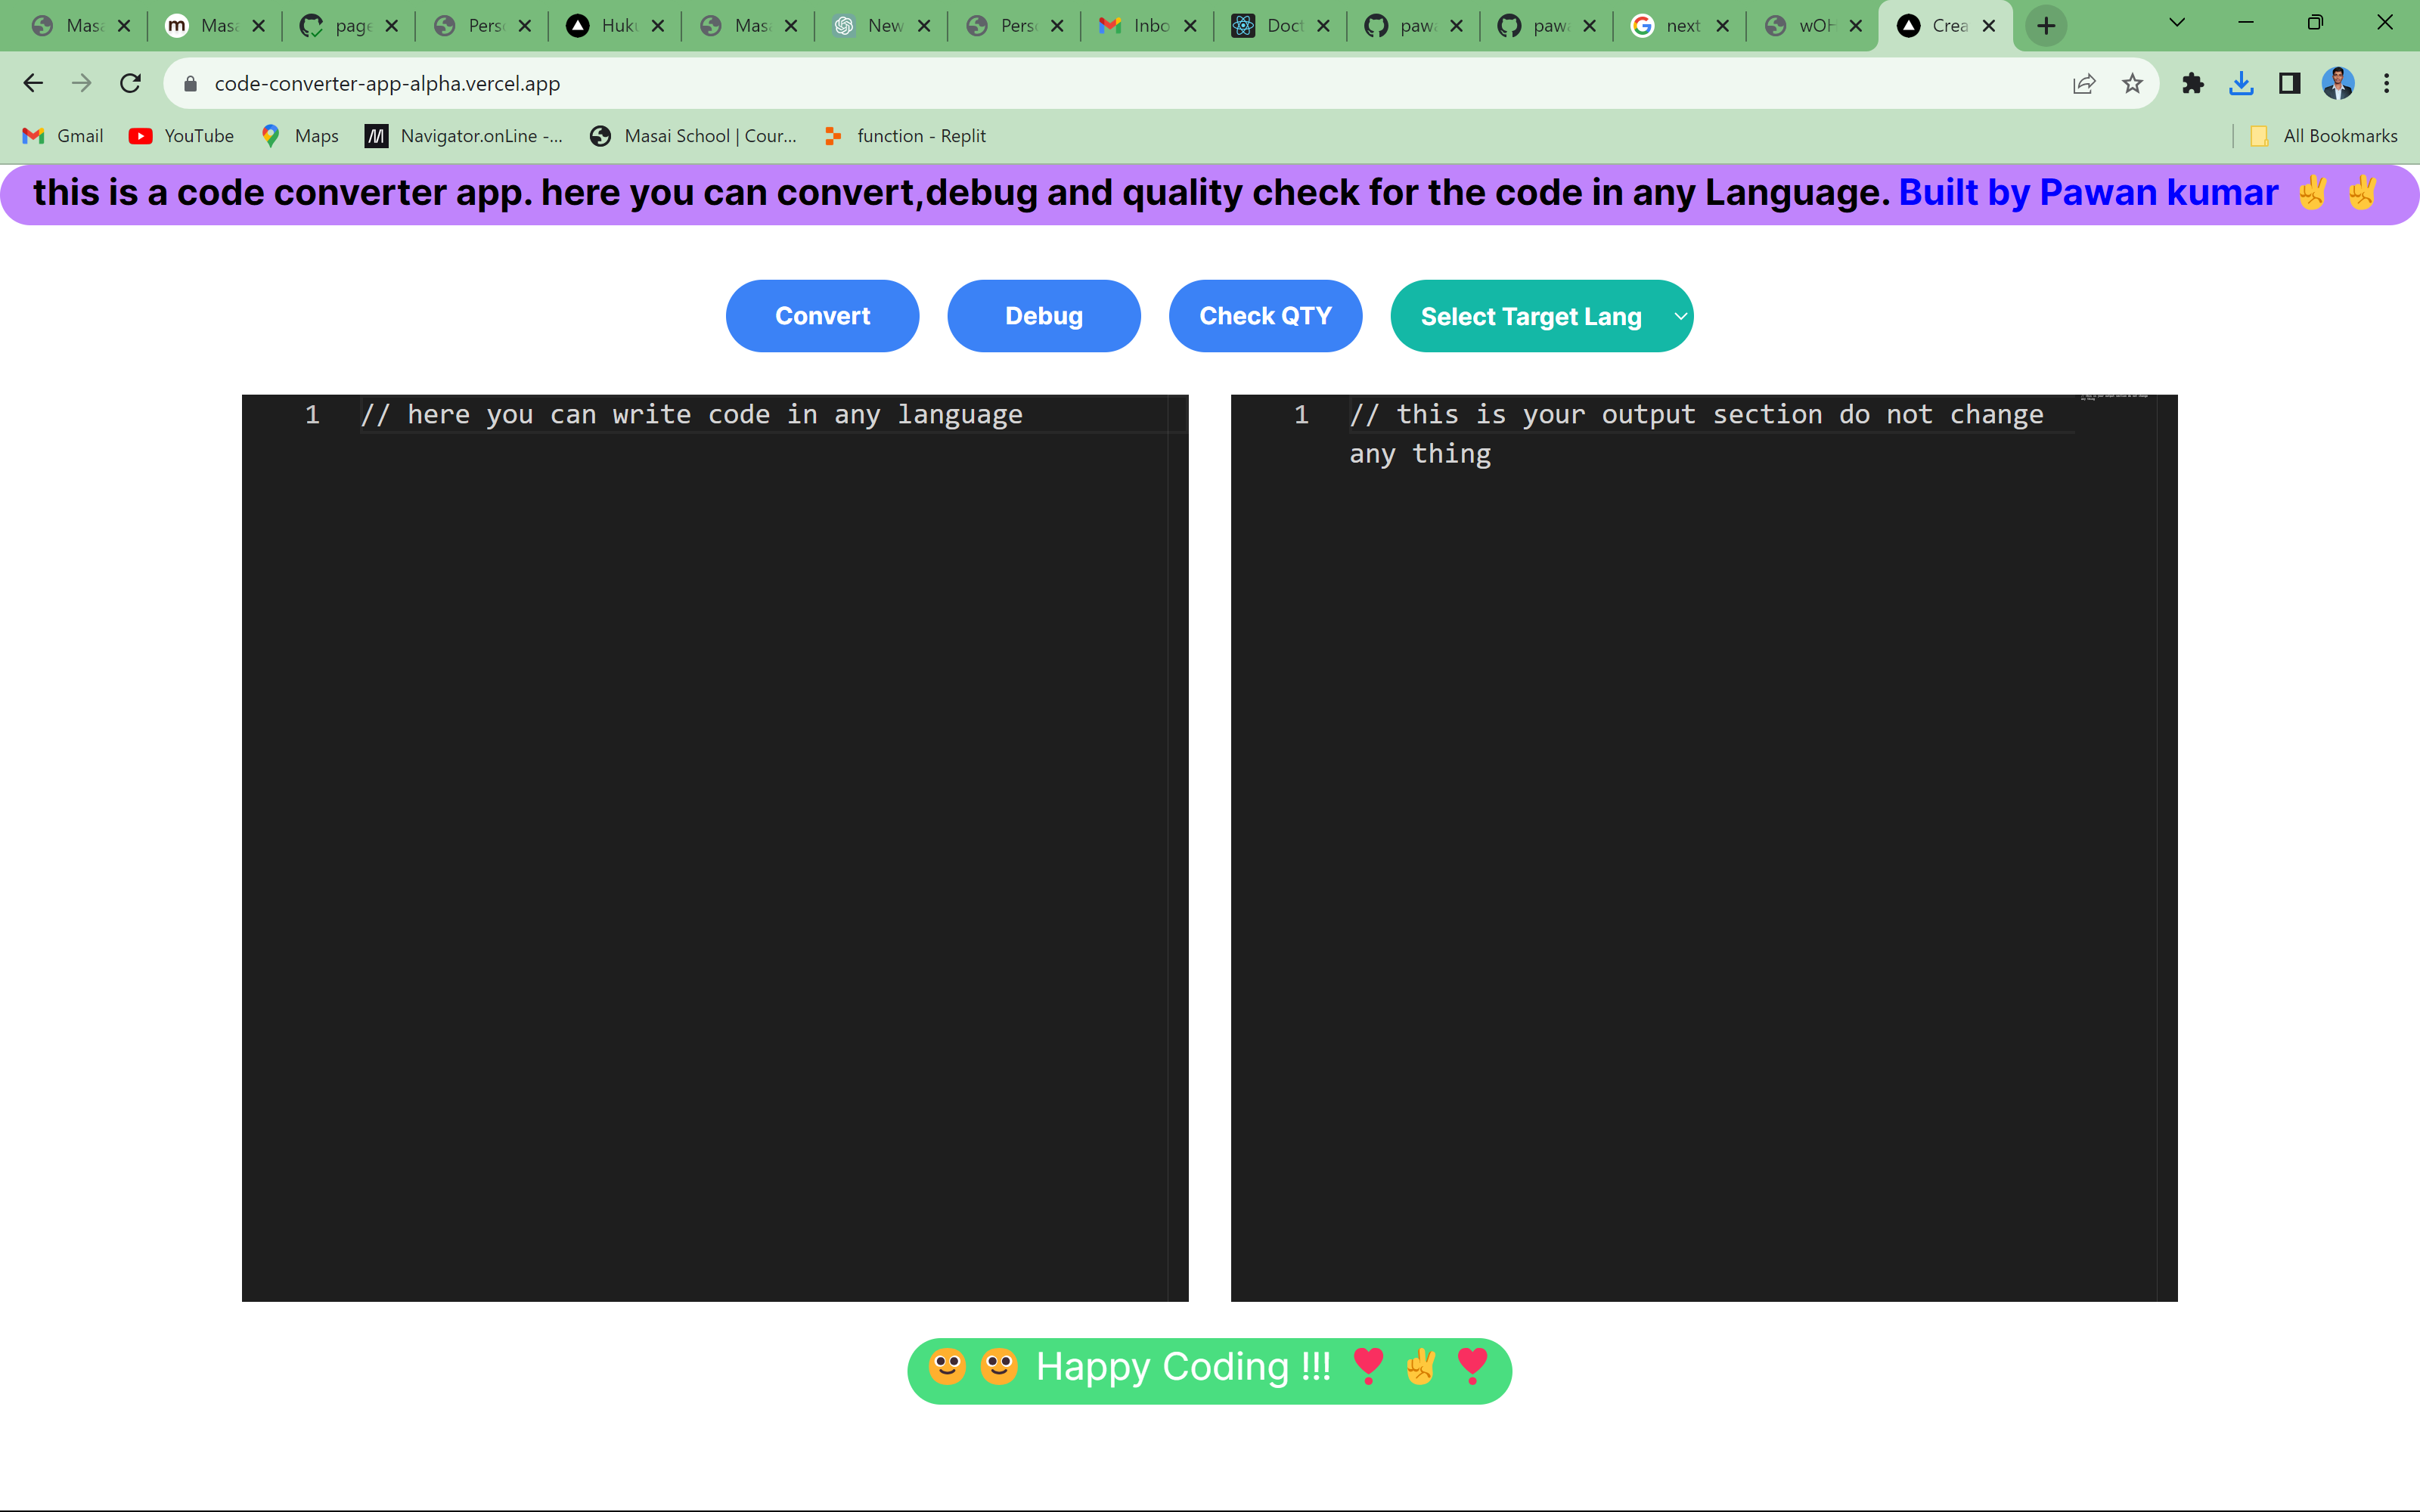 Mas
Mas
page
Pers
Huk
Mas
New
Pers
Inbo
Doct
paw
paw
next
wOH
Crea
code-converter-app-alpha.vercel.app
Gmail
YouTube
Maps
Navigator.onLine -...
Masai School | Cour...
function - Replit
All Bookmarks
this is a code converter app. here you can convert,debug and quality check for the code in any Language. Built by Pawan kumar ✌️ ✌️
Convert
Debug
Check QTY
Select Target Lang
1 // here you can write code in any language
1 // this is your output section do not change
any thing
Happy Coding !!!